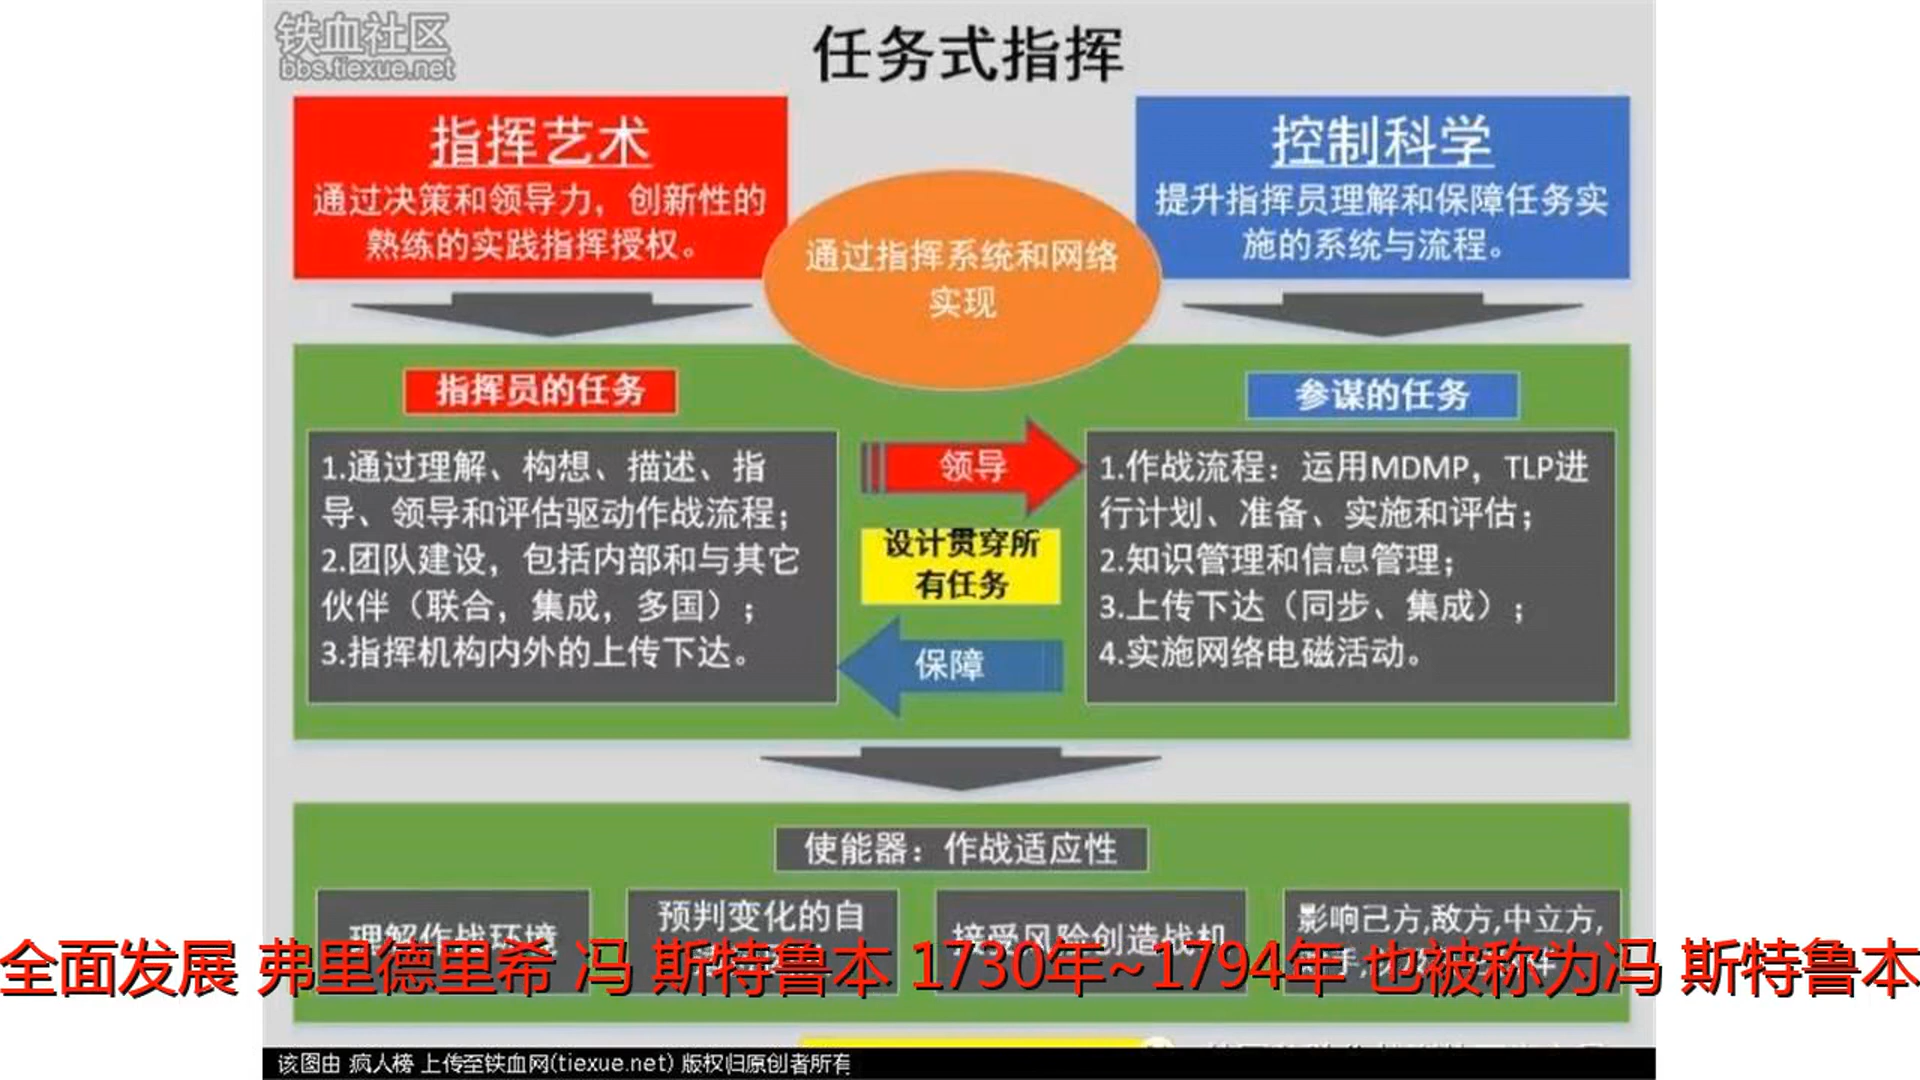 铁血社区
bbs.tiexue.net
任务式指挥
指挥艺术
通过决策和领导力，创新性的
熟练的实践指挥授权。
控制科学
提升指挥员理解和保障任务实
施的系统与流程。
通过指挥系统和网络
实现
指挥员的任务
1.通过理解、构想、描述、指
导、领导和评估驱动作战流程；
2.团队建设，包括内部和与其它
伙伴（联合，集成，多国）；
3.指挥机构内外的上传下达。
领导
设计贯穿所
有任务
保障
参谋的任务
1.作战流程：运用MDMP，TLP进
行计划、准备、实施和评估；
2.知识管理和信息管理；
3.上传下达（同步、集成）；
4.实施网络电磁活动。
使能器：作战适应性
理解作战环境
预判变化的自
接受风险创造战机
影响己方,敌方,中立方,
全面发展 弗里德里希 冯 斯特鲁本 1730年~1794年 也被称为冯 斯特鲁本
该图由 疯人榜 上传至铁血网(tiexue.net) 版权归原创者所有